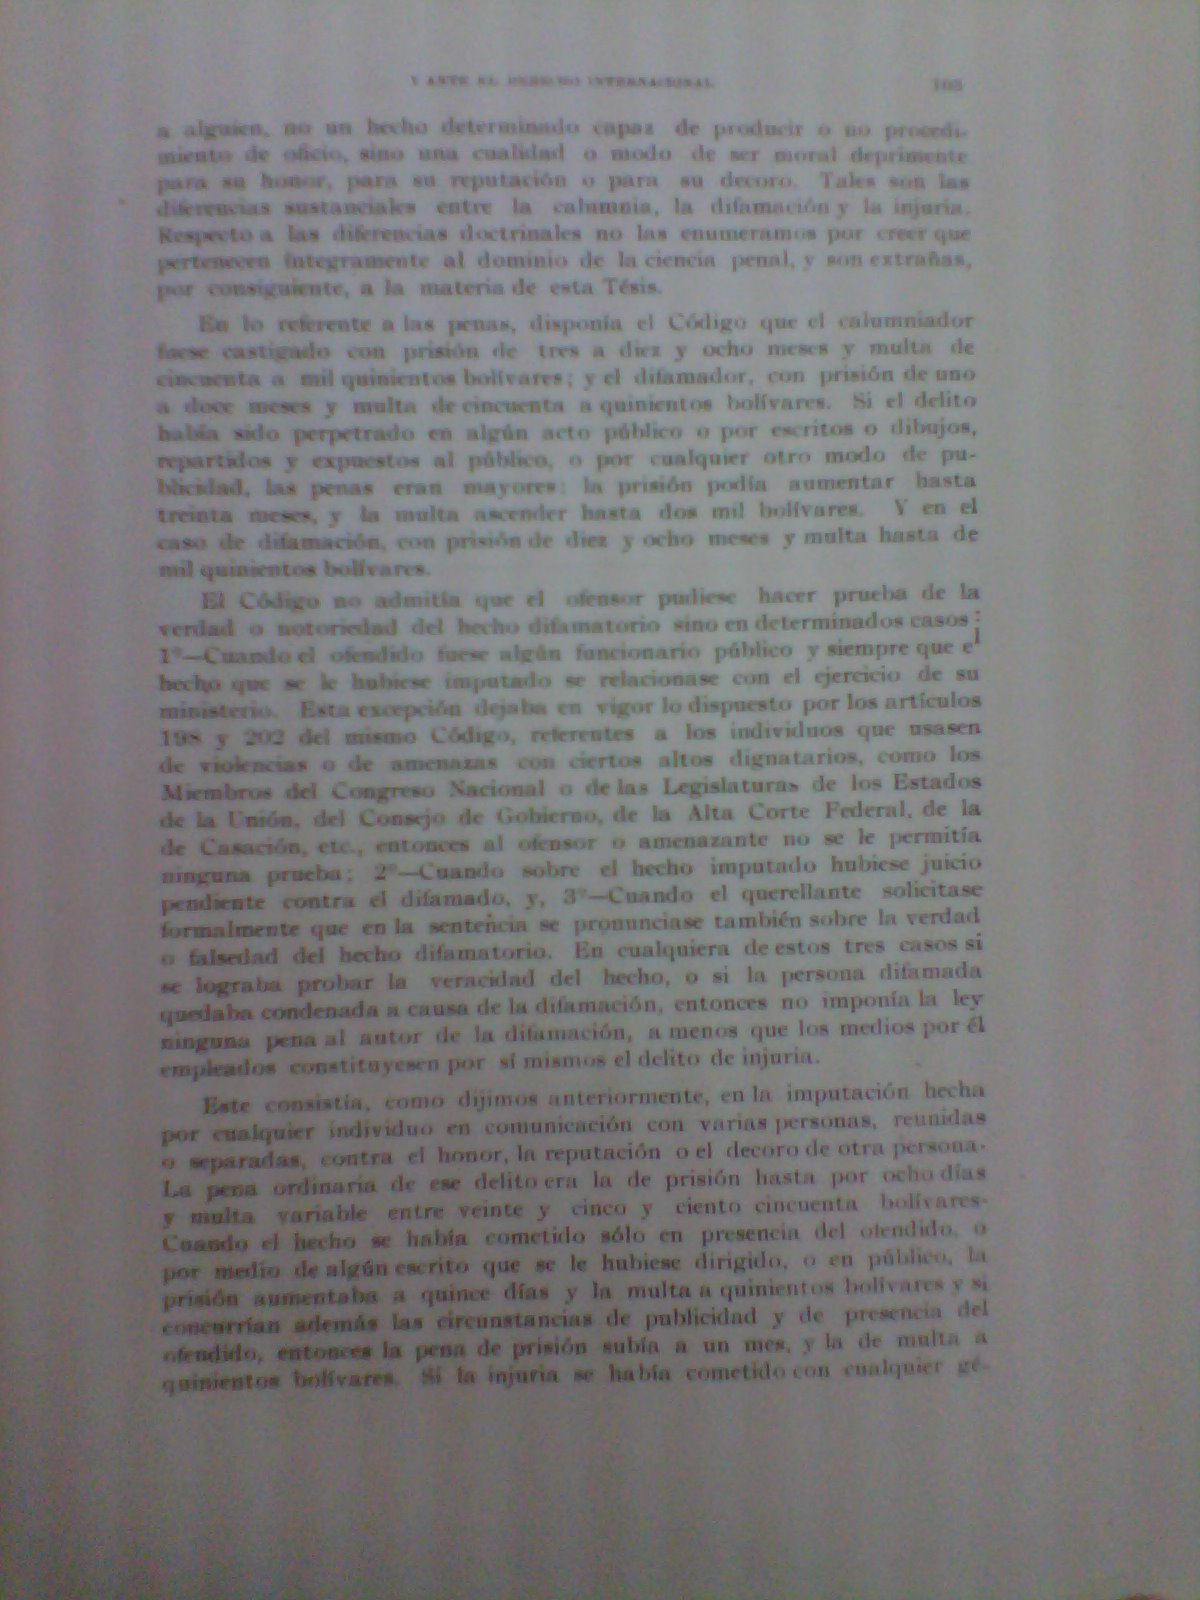 Y ANTE EL DERECHO INTERNACIONAL 103
a alguien, no un hecho determinado capaz de producir o no procedi-
miento de oficio, sino una cualidad o modo de ser moral deprimente
para su honor, para su reputación o para su decoro. Tales son las
diferencias sustanciales entre la calumnia, la difamación y la injuria.
Respecto a las diferencias doctrinales no las enumeramos por creer que
pertenecen íntegramente al dominio de la ciencia penal, y son extrañas,
por consiguiente, a la materia de esta Tésis.
En lo referente a las penas, disponía el Código que el calumniador
fuese castigado con prisión de tres a diez y ocho meses y multa de
cincuenta a mil quinientos bolívares; y el difamador, con prisión de uno
a doce meses y multa de cincuenta a quinientos bolívares. Si el delito
había sido perpetrado en algún acto público o por escritos o dibujos,
repartidos y expuestos al público, o por cualquier otro modo de pu-
blicidad, las penas eran mayores: la prisión podía aumentar hasta
treinta meses, y la multa ascender hasta dos mil bolívares. Y en el
caso de difamación, con prisión de diez y ocho meses y multa hasta de
mil quinientos bolívares.
El Código no admitía que el ofensor pudiese hacer prueba de la
verdad o notoriedad del hecho difamatorio sino en determinados casos:
1°—Cuando el ofendido fuese algún funcionario público y siempre que el
hecho que se le hubiese imputado se relacionase con el ejercicio de su
ministerio. Esta excepción dejaba en vigor lo dispuesto por los artículos
198 y 202 del mismo Código, referentes a los individuos que usasen
de violencias o de amenazas con ciertos altos dignatarios, como los
Miembros del Congreso Nacional o de las Legislaturas de los Estados
de la Unión, del Consejo de Gobierno, de la Alta Corte Federal, de la
de Casación, etc., entonces al ofensor o amenazante no se le permitía
ninguna prueba; 2°—Cuando sobre el hecho imputado hubiese juicio
pendiente contra el difamado, y, 3°—Cuando el querellante solicitase
formalmente que en la sentencia se pronunciase también sobre la verdad
o falsedad del hecho difamatorio. En cualquiera de estos tres casos si
se lograba probar la veracidad del hecho, o si la persona difamada
quedaba condenada a causa de la difamación, entonces no imponía la ley
ninguna pena al autor de la difamación, a menos que los medios por él
empleados constituyesen por sí mismos el delito de injuria.
Este consistía, como dijimos anteriormente, en la imputación hecha
por cualquier individuo en comunicación con varias personas, reunidas
o separadas, contra el honor, la reputación o el decoro de otra persona.
La pena ordinaria de ese delito era la de prisión hasta por ocho días
y multa variable entre veinte y cinco y ciento cincuenta bolívares.
Cuando el hecho se había cometido sólo en presencia del ofendido, o
por medio de algún escrito que se le hubiese dirigido, o en público, la
prisión aumentaba a quince días y la multa a quinientos bolívares y si
concurrían además las circunstancias de publicidad y de presencia del
ofendido, entonces la pena de prisión subía a un mes, y la de multa a
quinientos bolívares. Si la injuria se había cometido con cualquier gé-